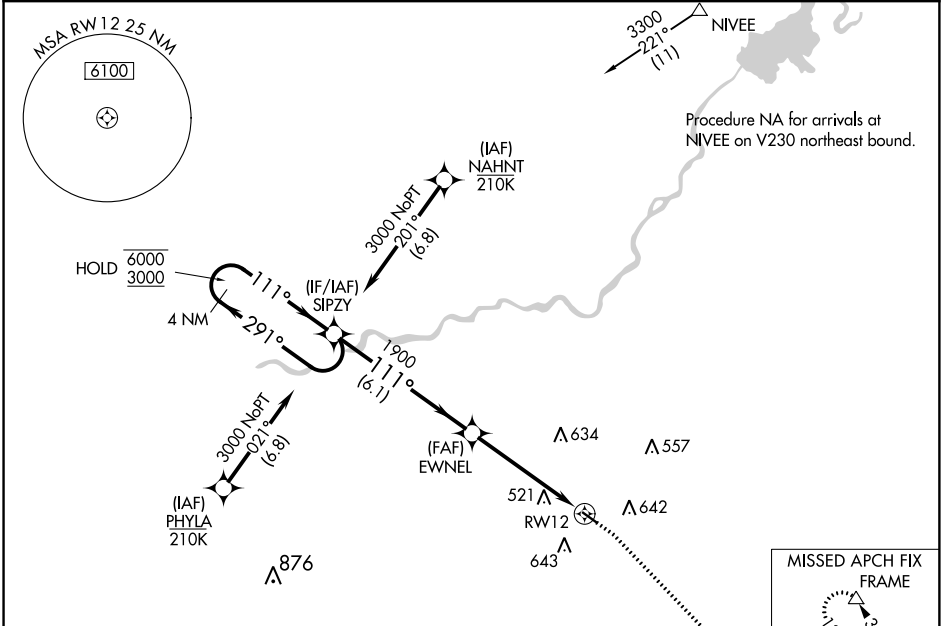 MSA RW12 25 NM
6100
3300
221°
(11)
NIVEE
Procedure NA for arrivals at
NIVEE on V230 northeast bound.
(IAF)
NAHNT
210K
3000 NoPT
201°
(6.8)
HOLD
6000
3000
4 NM
111°
291°
(IF/IAF)
SIPZY
1900
111°
(6.1)
(FAF)
EWNEL
634
557
521
642
RW12
643
3000 NoPT
021°
(6.8)
(IAF)
PHYLA
210K
876
MISSED APCH FIX
FRAME